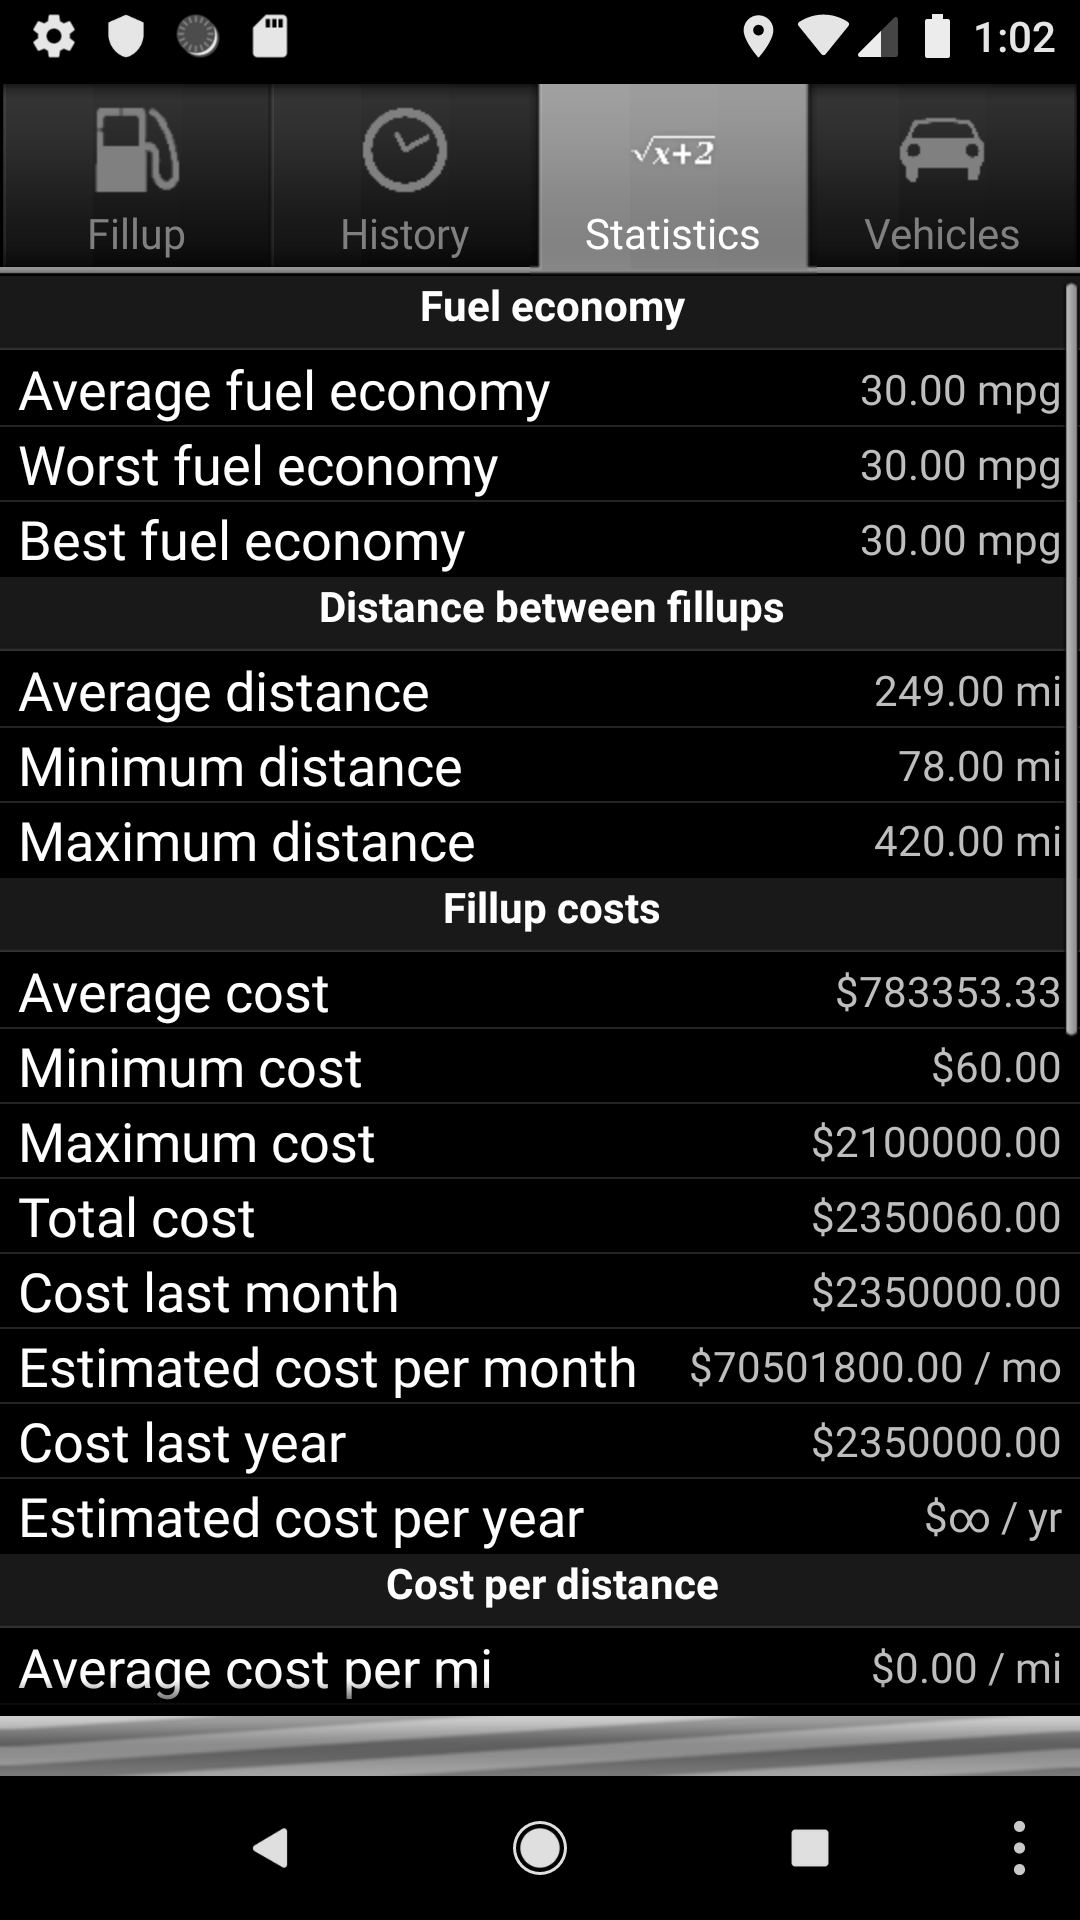 1:02
√x+2
Fillup
History
Statistics
Vehicles
Fuel economy
Average fuel economy 30.00 mpg
Worst fuel economy 30.00 mpg
Best fuel economy 30.00 mpg
Distance between fillups
Average distance 249.00 mi
Minimum distance 78.00 mi
Maximum distance 420.00 mi
Fillup costs
Average cost $783353.33
Minimum cost $60.00
Maximum cost $2100000.00
Total cost $2350060.00
Cost last month $2350000.00
Estimated cost per month $70501800.00 / mo
Cost last year $2350000.00
Estimated cost per year $∞ / yr
Cost per distance
Average cost per mi $0.00 / mi